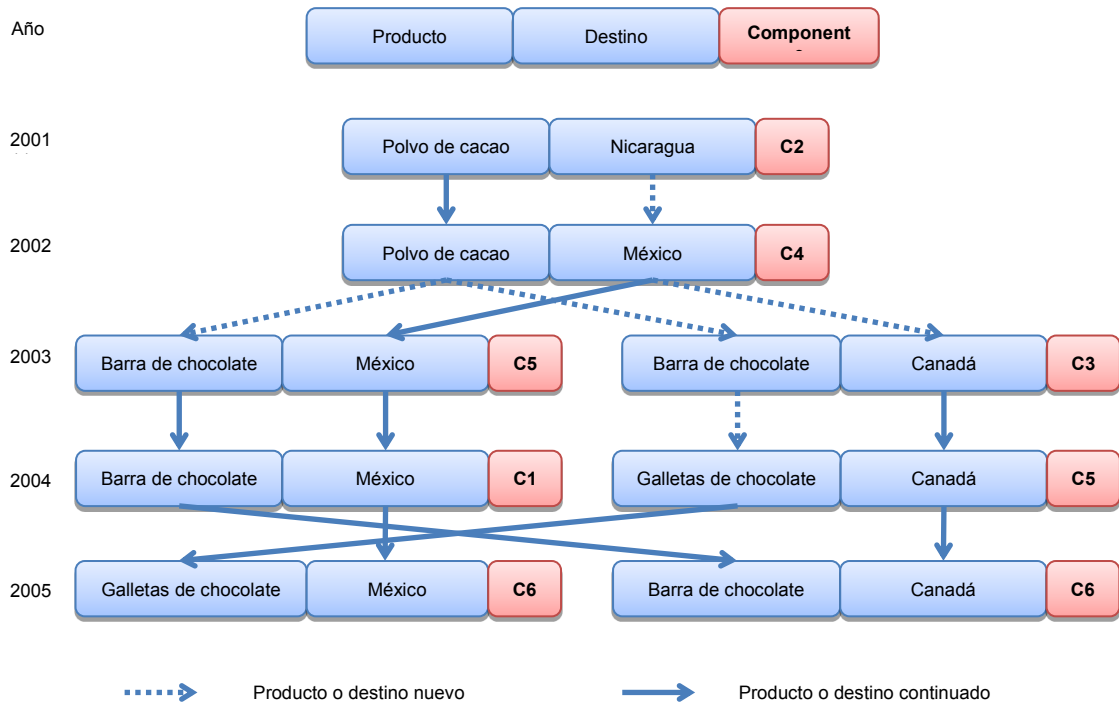 Año
Producto Destino Component
2001 Polvo de cacao Nicaragua C2
2002 Polvo de cacao México C4
2003 Barra de chocolate México C5 Barra de chocolate Canadá C3
2004 Barra de chocolate México C1 Galletas de chocolate Canadá C5
2005 Galletas de chocolate México C6 Barra de chocolate Canadá C6
Producto o destino nuevo Producto o destino continuado